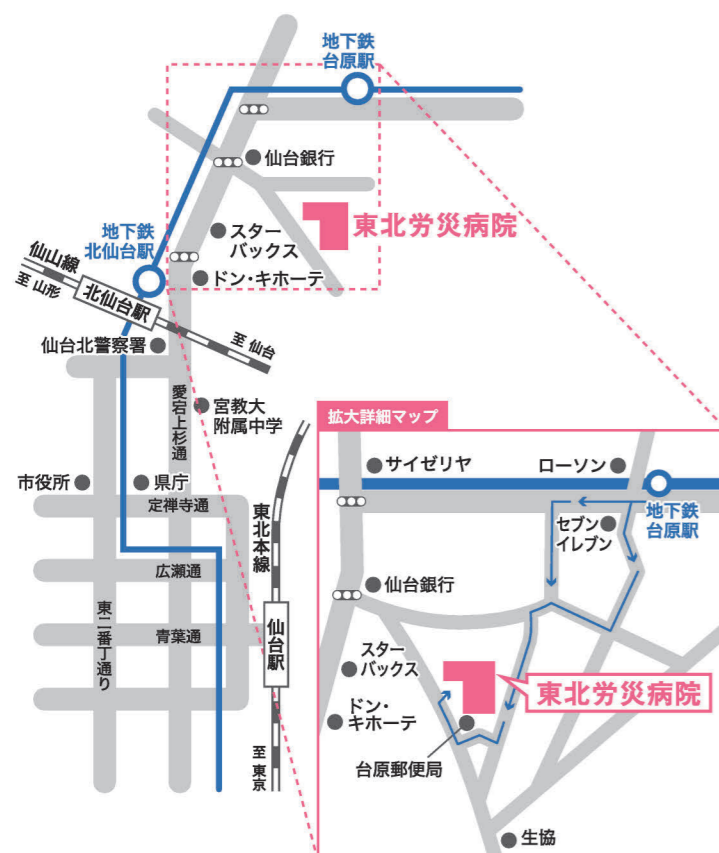 地下鉄
台原駅
仙台銀行
東北労災病院
地下鉄
北仙台駅
スター
バックス
仙山線
至 山形
北仙台駅
ドン・キホーテ
至 仙台
仙台北警察署
愛宕上杉通
宮教大
附属中学
市役所
県庁
定禅寺通
東北本線
広瀬通
東二番丁通り
青葉通
仙台駅
至 東京
拡大詳細マップ
サイゼリヤ
ローソン
地下鉄
台原駅
セブン
イレブン
仙台銀行
スター
バックス
東北労災病院
ドン・
キホーテ
台原郵便局
生協